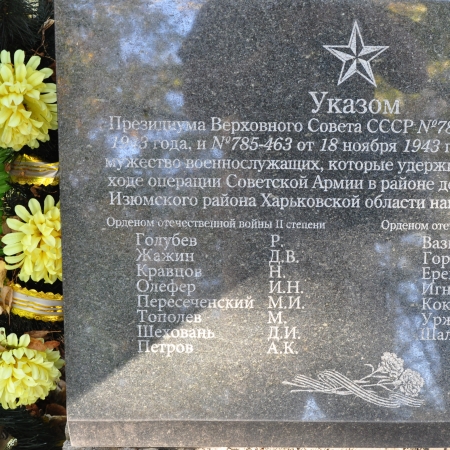 Указом
Президиума Верховного Совета СССР №78
1943 года, и №785-463 от 18 ноября 1943
мужество военнослужащих, которые удерж
ходе операции Советской Армии в районе
Изюмского района Харьковской области на
Орденом отечественной войны II степени
Орденом отече
Голубев Р.
Жажин Д.В.
Кравцов Н.
Олефер И.Н.
Пересеченский М.И.
Тополев М.
Шеховань Д.И.
Петров А.К.
Вазі
Гор
Ере
Игн
Кок
Урж
Шал